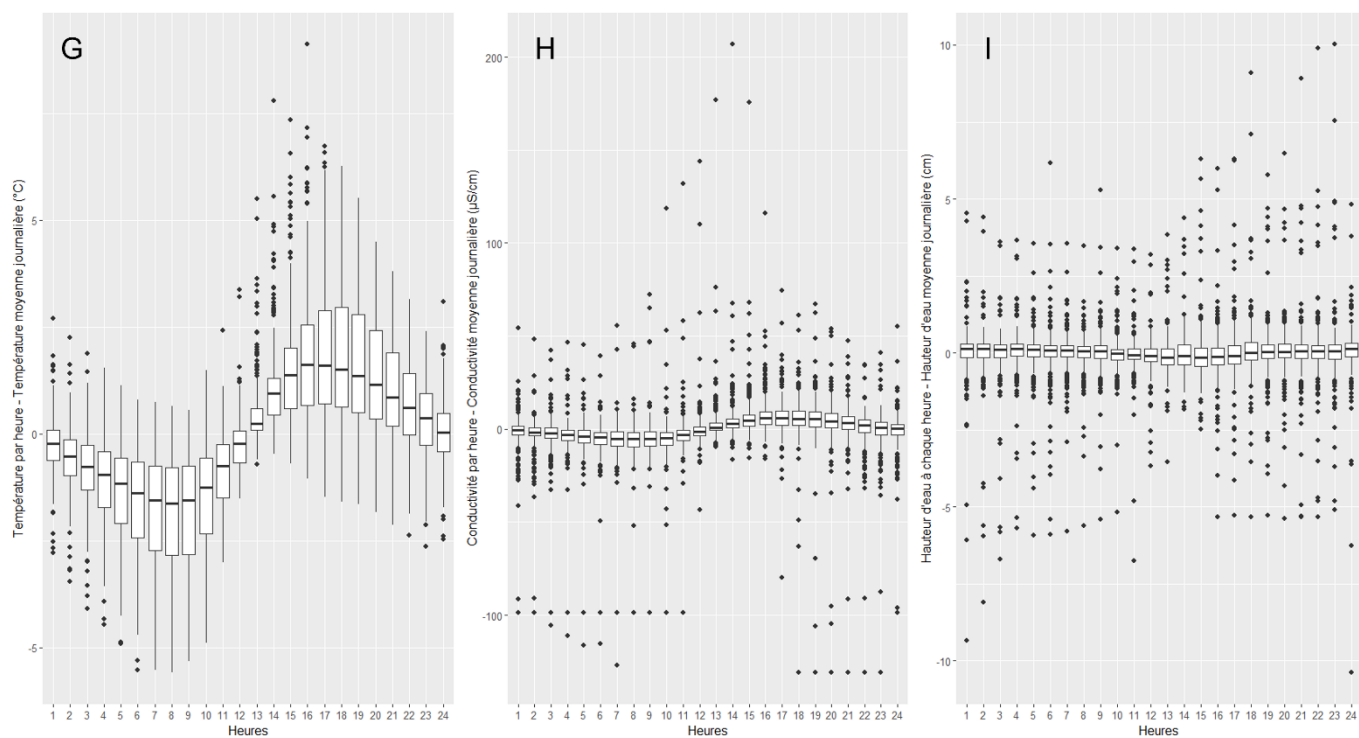 G
Température par heure - Température moyenne journalière (°C)
5
0
-5
1 2 3 4 5 6 7 8 9 10 11 12 13 14 15 16 17 18 19 20 21 22 23 24
Heures
H
Conductivité par heure - Conductivité moyenne journalière (µS/cm)
200
100
0
-100
1 2 3 4 5 6 7 8 9 10 11 12 13 14 15 16 17 18 19 20 21 22 23 24
Heures
I
Hauteur d'eau à chaque heure - Hauteur d'eau moyenne journalière (cm)
10
5
0
-5
-10
1 2 3 4 5 6 7 8 9 10 11 12 13 14 15 16 17 18 19 20 21 22 23 24
Heures